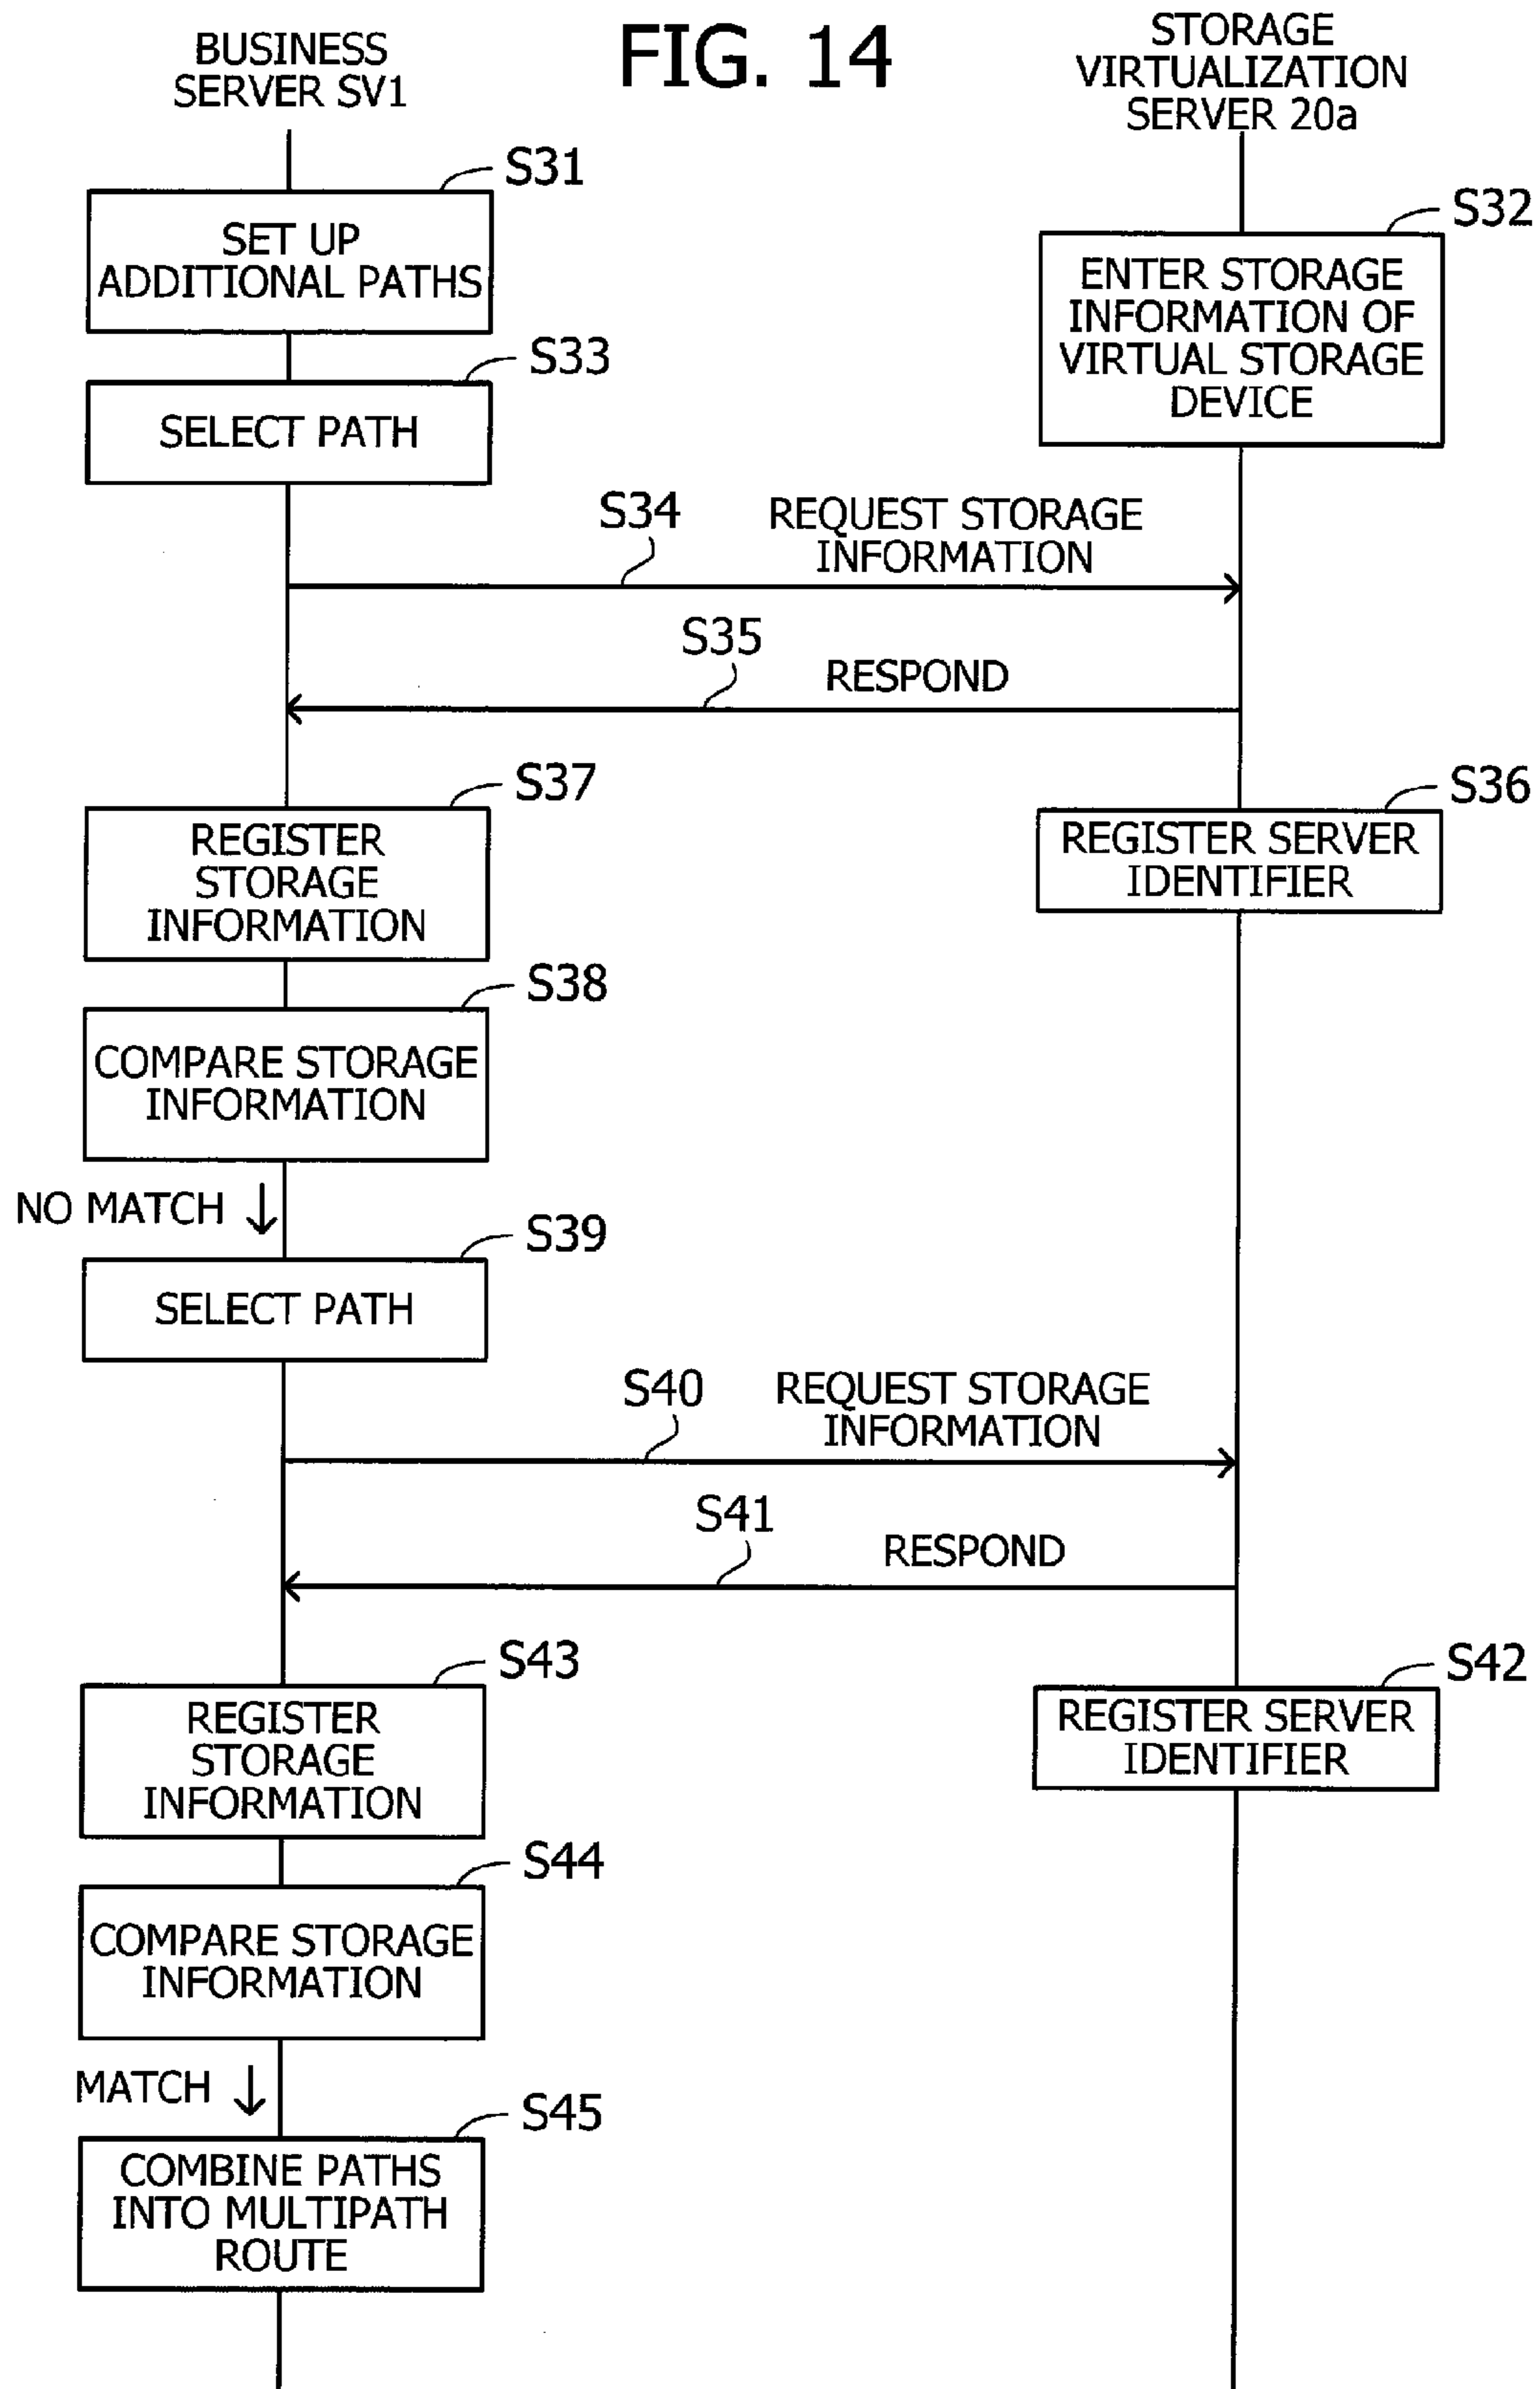 FIG. 14
BUSINESS
SERVER SV1
STORAGE
VIRTUALIZATION
SERVER 20a
S31
SET UP
ADDITIONAL PATHS
S32
ENTER STORAGE
INFORMATION OF
VIRTUAL STORAGE
DEVICE
S33
SELECT PATH
S34
REQUEST STORAGE
INFORMATION
S35
RESPOND
S37
REGISTER
STORAGE
INFORMATION
S36
REGISTER SERVER
IDENTIFIER
S38
COMPARE STORAGE
INFORMATION
NO MATCH
S39
SELECT PATH
S40
REQUEST STORAGE
INFORMATION
S41
RESPOND
S43
REGISTER
STORAGE
INFORMATION
S42
REGISTER SERVER
IDENTIFIER
S44
COMPARE STORAGE
INFORMATION
MATCH
S45
COMBINE PATHS
INTO MULTIPATH
ROUTE